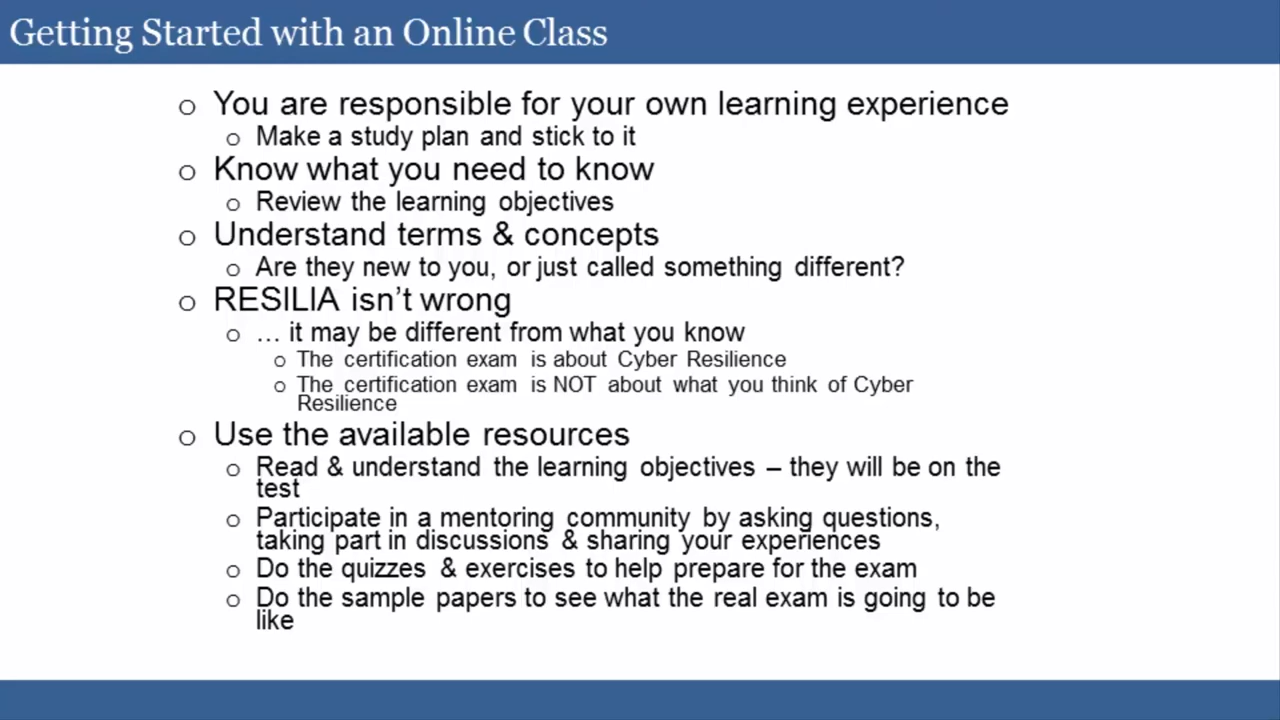 Getting Started with an Online Class
o You are responsible for your own learning experience
o Make a study plan and stick to it
o Know what you need to know
o Review the learning objectives
o Understand terms & concepts
o Are they new to you, or just called something different?
o RESILIA isn't wrong
o ... it may be different from what you know
o The certification exam is about Cyber Resilience
o The certification exam is NOT about what you think of Cyber
Resilience
o Use the available resources
o Read & understand the learning objectives – they will be on the
test
o Participate in a mentoring community by asking questions,
taking part in discussions & sharing your experiences
o Do the quizzes & exercises to help prepare for the exam
o Do the sample papers to see what the real exam is going to be
like